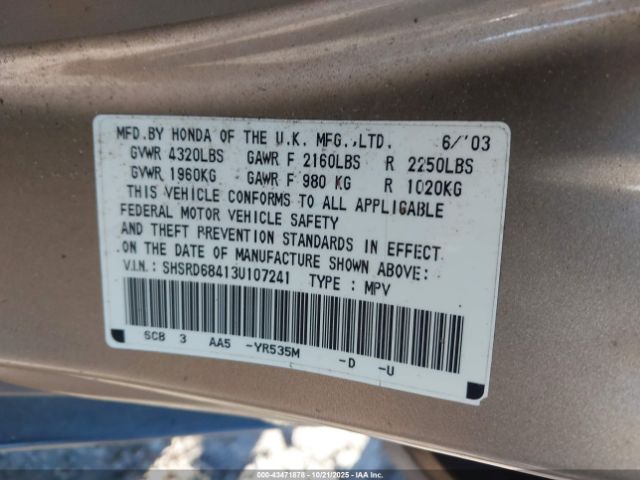 MFD.BY HONDA OF THE U.K. MFG.,LTD. 6/'03
GVWR 4320LBS GAWR F 2160LBS R 2250LBS
GVWR 1960KG GAWR F 980 KG R 1020KG
THIS VEHICLE CONFORMS TO ALL APPLICABLE
FEDERAL MOTOR VEHICLE SAFETY
AND THEFT PREVENTION STANDARDS IN EFFECT
ON THE DATE OF MANUFACTURE SHOWN ABOVE:
V.I.N.: SHSRD68413U107241 TYPE : MPV
SCB 3 AA5 -YR535M -D -U
000-43471878 - 10/21/2025 - IAA Inc.